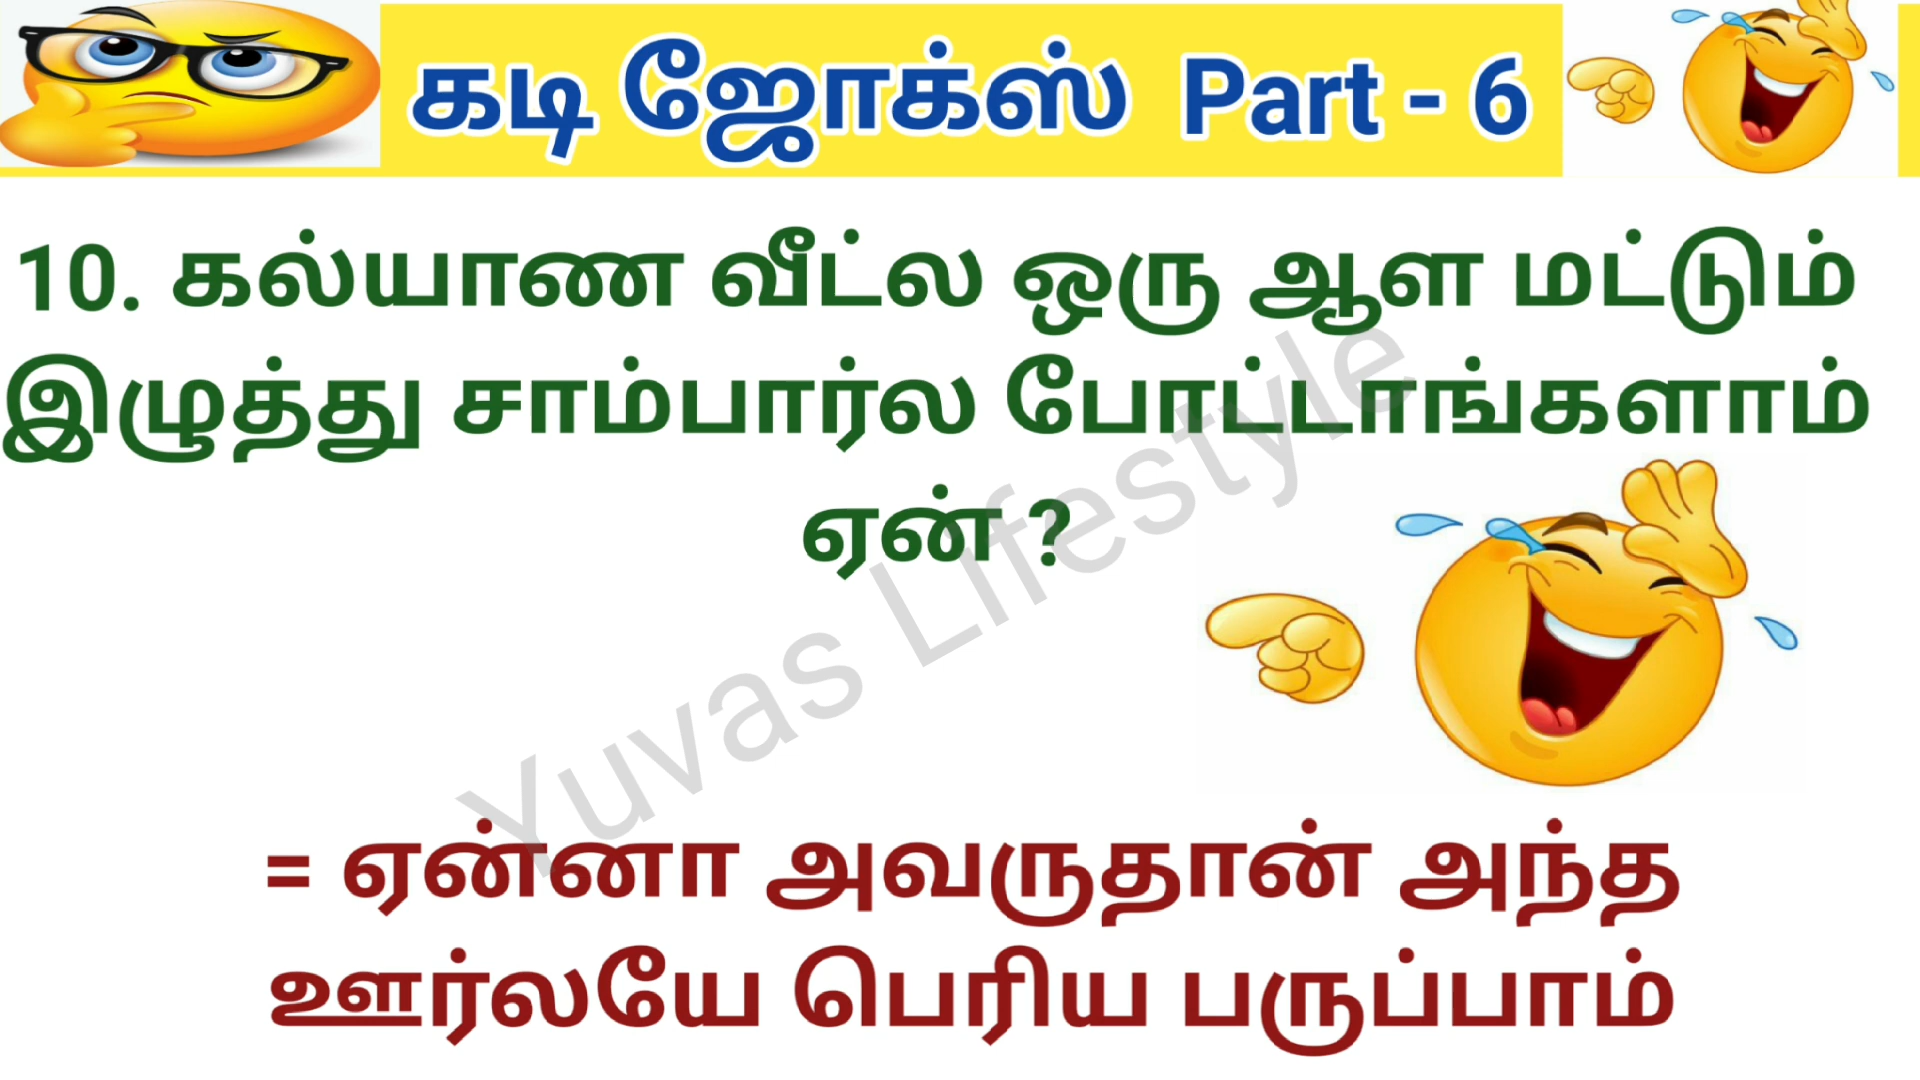 கடி ஜோக்ஸ் Part - 6
10. கல்யாண வீட்ல ஒரு ஆள மட்டும்
இழுத்து சாம்பார்ல போட்டாங்களாம்
ஏன் ?
Yuvas Lifestyle
= ஏன்னா அவருதான் அந்த
ஊர்லயே பெரிய பருப்பாம்